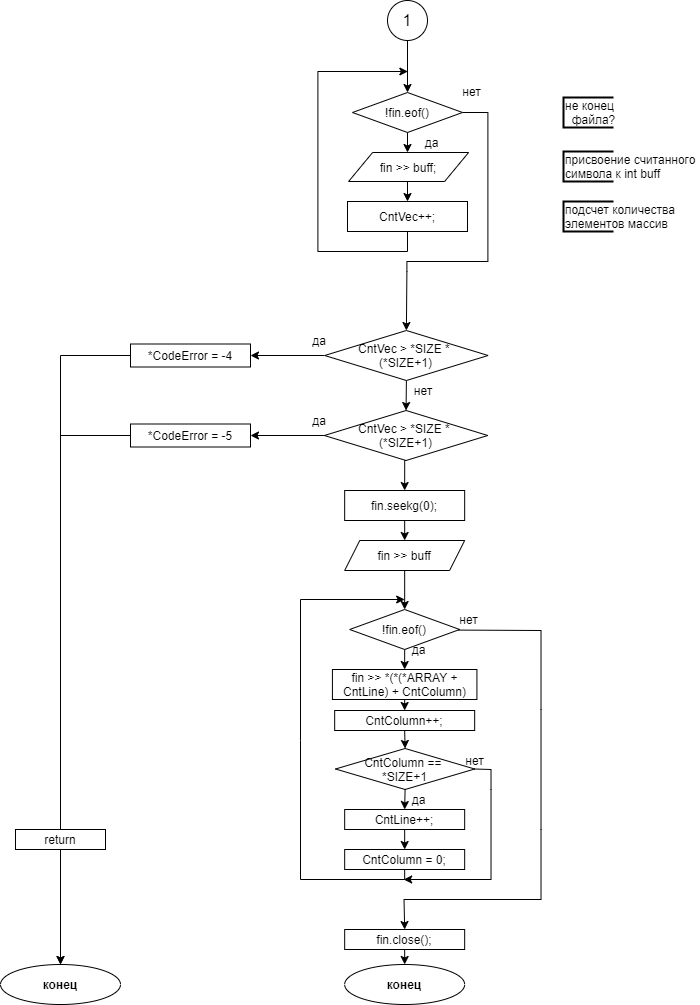 1
нет
!fin.eof()
не конец
файла?
да
fin >> buff;
присвоение считанного
символа к int buff
CntVec++;
подсчет количества
элементов массив
да
*CodeError = -4
CntVec > *SIZE *
(*SIZE+1)
нет
да
*CodeError = -5
CntVec > *SIZE *
(*SIZE+1)
fin.seekg(0);
fin >> buff
нет
!fin.eof()
да
fin >> *(*(*ARRAY +
CntLine) + CntColumn)
CntColumn++;
нет
CntColumn ==
*SIZE+1
да
CntLine++;
return
CntColumn = 0;
fin.close();
конец
конец